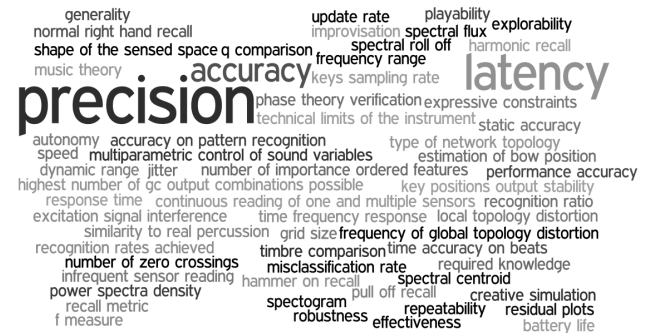 generality update rate playability
normal right hand recall improvisation spectral flux explorability
shape of the sensed space q comparison spectral roll off harmonic recall
music theory accuracy frequency range latency
keys sampling rate
precision phase theory verification expressive constraints
technical limits of the instrument static accuracy
autonomy accuracy on pattern recognition type of network topology
speed multiparametric control of sound variables estimation of bow position
dynamic range jitter number of importance ordered features performance accuracy
highest number of gc output combinations possible key positions output stability
response time continuous reading of one and multiple sensors recognition ratio
excitation signal interference time frequency response local topology distortion
similarity to real percussion grid size frequency of global topology distortion
recognition rates achieved timbre comparison time accuracy on beats
number of zero crossings misclassification rate required knowledge
infrequent sensor reading hammer on recall spectral centroid
power spectra density pull off recall creative simulation
recall metric spectogram repeatability residual plots
f measure robustness effectiveness battery life